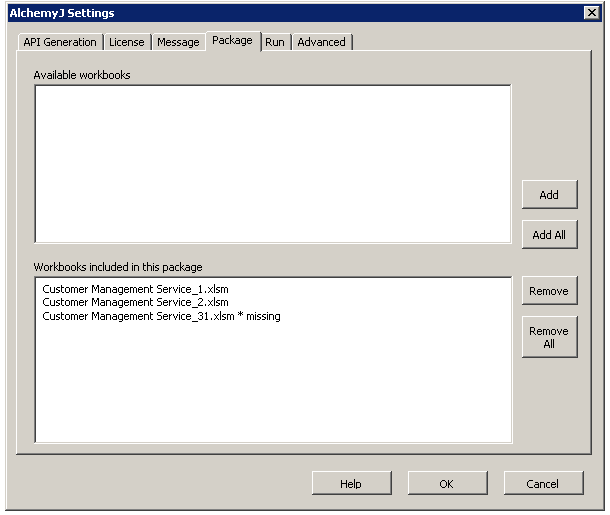 AlchemyJ Settings
API Generation License Message Package Run Advanced
Available workbooks
Add
Add All
Workbooks included in this package
Customer Management Service_1.xlsm
Customer Management Service_2.xlsm
Customer Management Service_31.xlsm * missing
Remove
Remove
All
Help OK Cancel